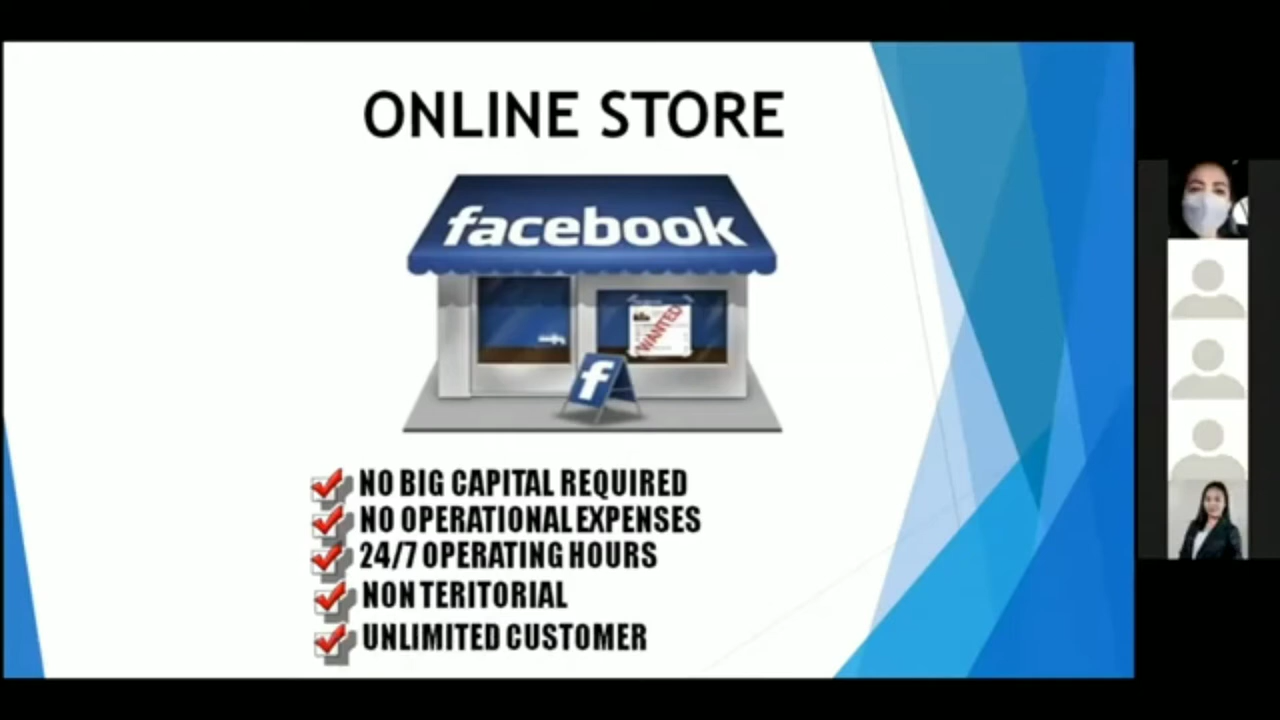 ONLINE STORE
facebook
WANTED
f
NO BIG CAPITAL REQUIRED
NO OPERATIONAL EXPENSES
24/7 OPERATING HOURS
NON TERITORIAL
UNLIMITED CUSTOMER